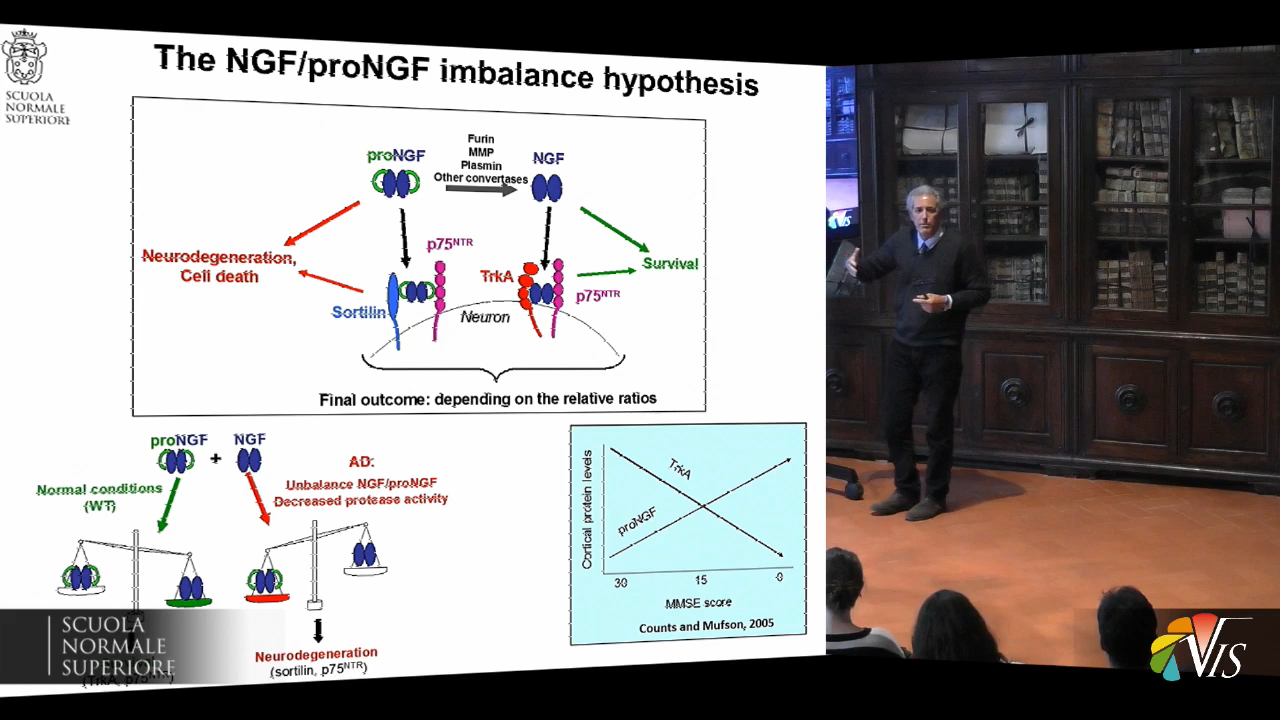 SCUOLA
NORMALE
SUPERIORE
The NGF/proNGF imbalance hypothesis
Furin
MMP
Plasmin
Other convertases
proNGF
NGF
Neurodegeneration,
Cell death
p75NTR
TrkA
Survival
Sortilin
Neuron
p75NTR
Final outcome: depending on the relative ratios
proNGF + NGF
Normal conditions
(WT)
AD:
Unbalance NGF/proNGF
Decreased protease activity
Neurodegeneration
(sortilin, p75NTR)
(TrkA, p75NTR)
Cortical protein levels
TrkA
proNGF
30 15 0
MMSE score
Counts and Mufson, 2005
SCUOLA
NORMALE
SUPERIORE
VIS
VIS